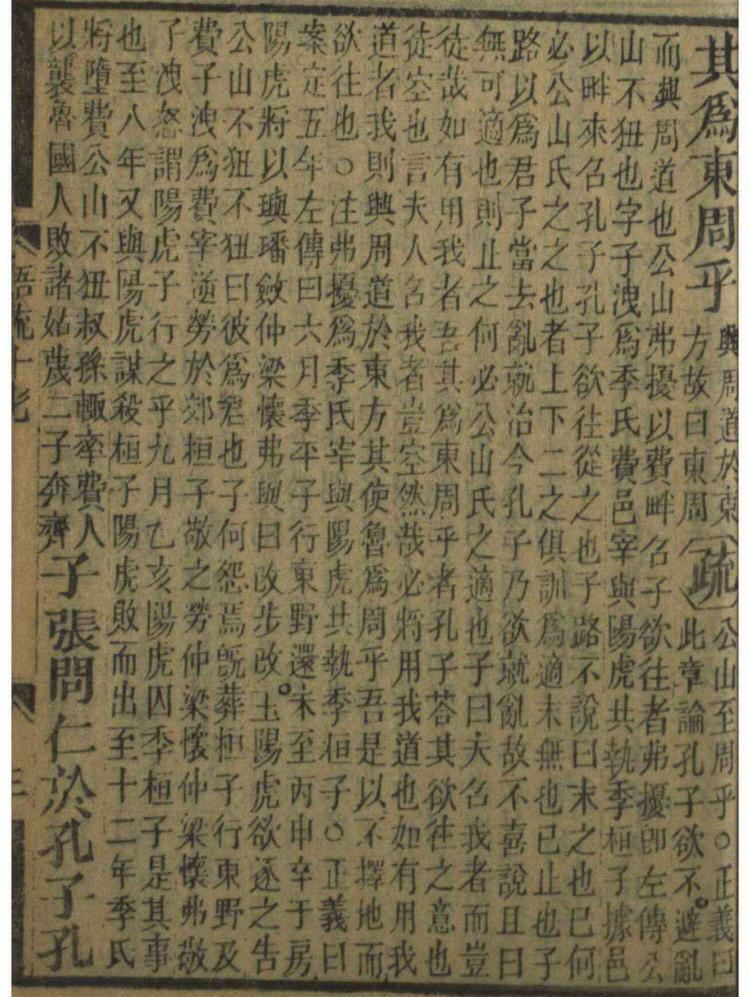 其爲東周乎
興周道於東
方故曰東周
疏
公山至周乎○正義曰
此章論孔子欲不避亂
而興周道也公山弗擾以費畔召子欲往者弗擾即左傳公
山不狃也字子洩爲季氏費邑宰與陽虎共執季桓子據邑
以畔來召孔子孔子欲往從之也子路不說曰末之也已何
必公山氏之之也者上下二之俱訓爲適末無也已止也子
路以爲君子當去亂就治今孔子乃欲就亂故不喜說且曰
無可適也則止之何必公山氏之適也子曰夫召我者而豈
徒哉如有用我者吾其爲東周乎者孔子荅其欲往之意也
徒空也言夫人召我者豈空然哉必將用我道也如有用我
道者我則興周道於東方其使魯爲周乎吾是以不擇地而
欲往也○注弗擾爲季氏宰與陽虎共執季桓子○正義曰
案定五年左傳曰六月季平子行東野還未至丙申卒于房
陽虎將以璵璠斂仲梁懷弗與曰改步改玉陽虎欲逐之告
公山不狃不狃曰彼爲君也子何怨焉旣葬桓子行東野及
費子洩爲費宰逆勞於郊桓子敬之勞仲梁懷仲梁懷弗敬
子洩怒謂陽虎子行之乎九月乙亥陽虎囚季桓子是其事
也至八年又與陽虎謀殺桓子陽虎敗而出至十二年季氏
將墮費公山不狃叔孫輒率費人
以襲魯國人敗諸姑蔑二子奔齊
子張問仁於孔子孔
語疏十七
三